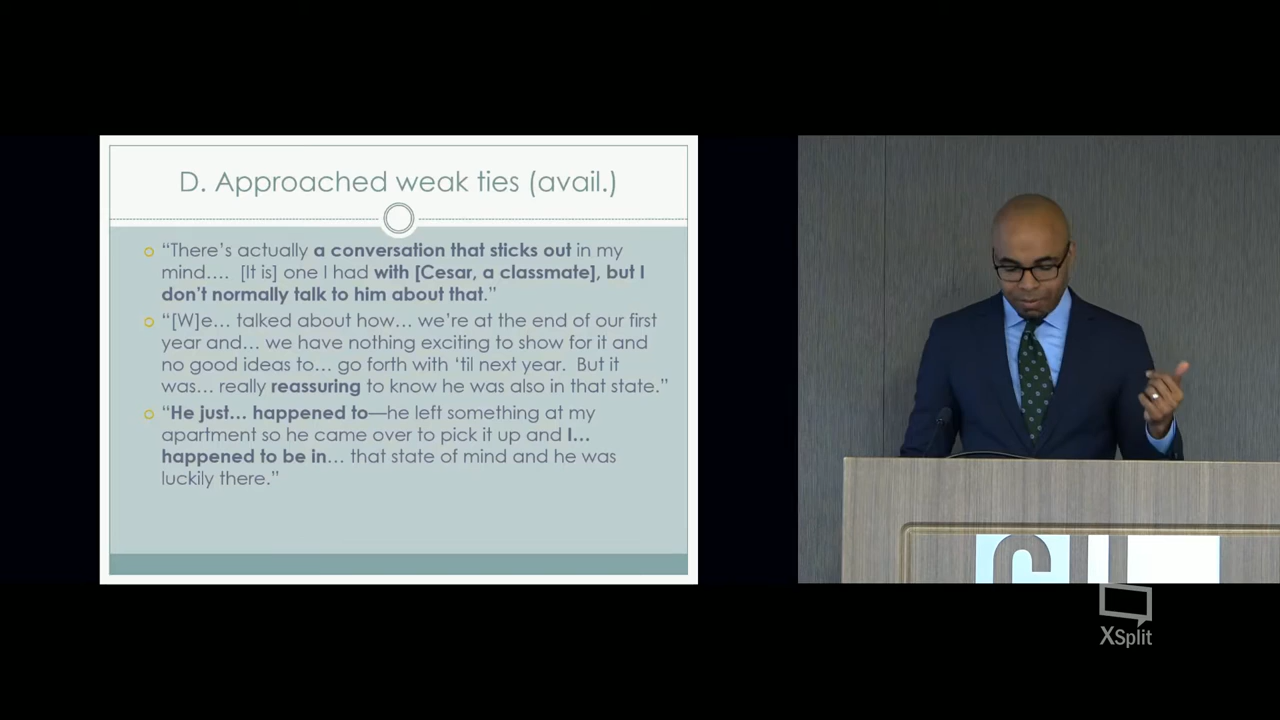 D. Approached weak ties (avail.)
“There’s actually a conversation that sticks out in my
mind…. [It is] one I had with [Cesar, a classmate], but I
don’t normally talk to him about that.”
“[W]e… talked about how… we’re at the end of our first
year and… we have nothing exciting to show for it and
no good ideas to… go forth with ‘til next year. But it
was… really reassuring to know he was also in that state.”
“He just… happened to—he left something at my
apartment so he came over to pick it up and I…
happened to be in… that state of mind and he was
luckily there.”
XSplit